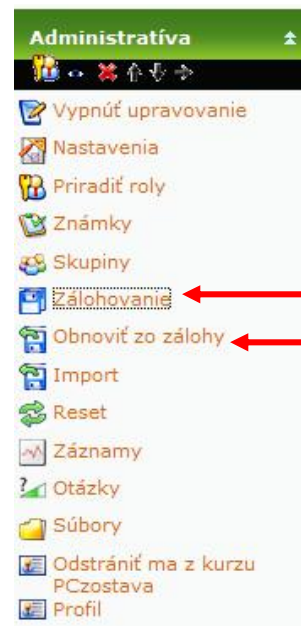 Administratíva
Vypnúť upravovanie
Nastavenia
Priradiť roly
Známky
Skupiny
Zálohovanie
Obnoviť zo zálohy
Import
Reset
Záznamy
Otázky
Súbory
Odstrániť ma z kurzu
PCzostava
Profil